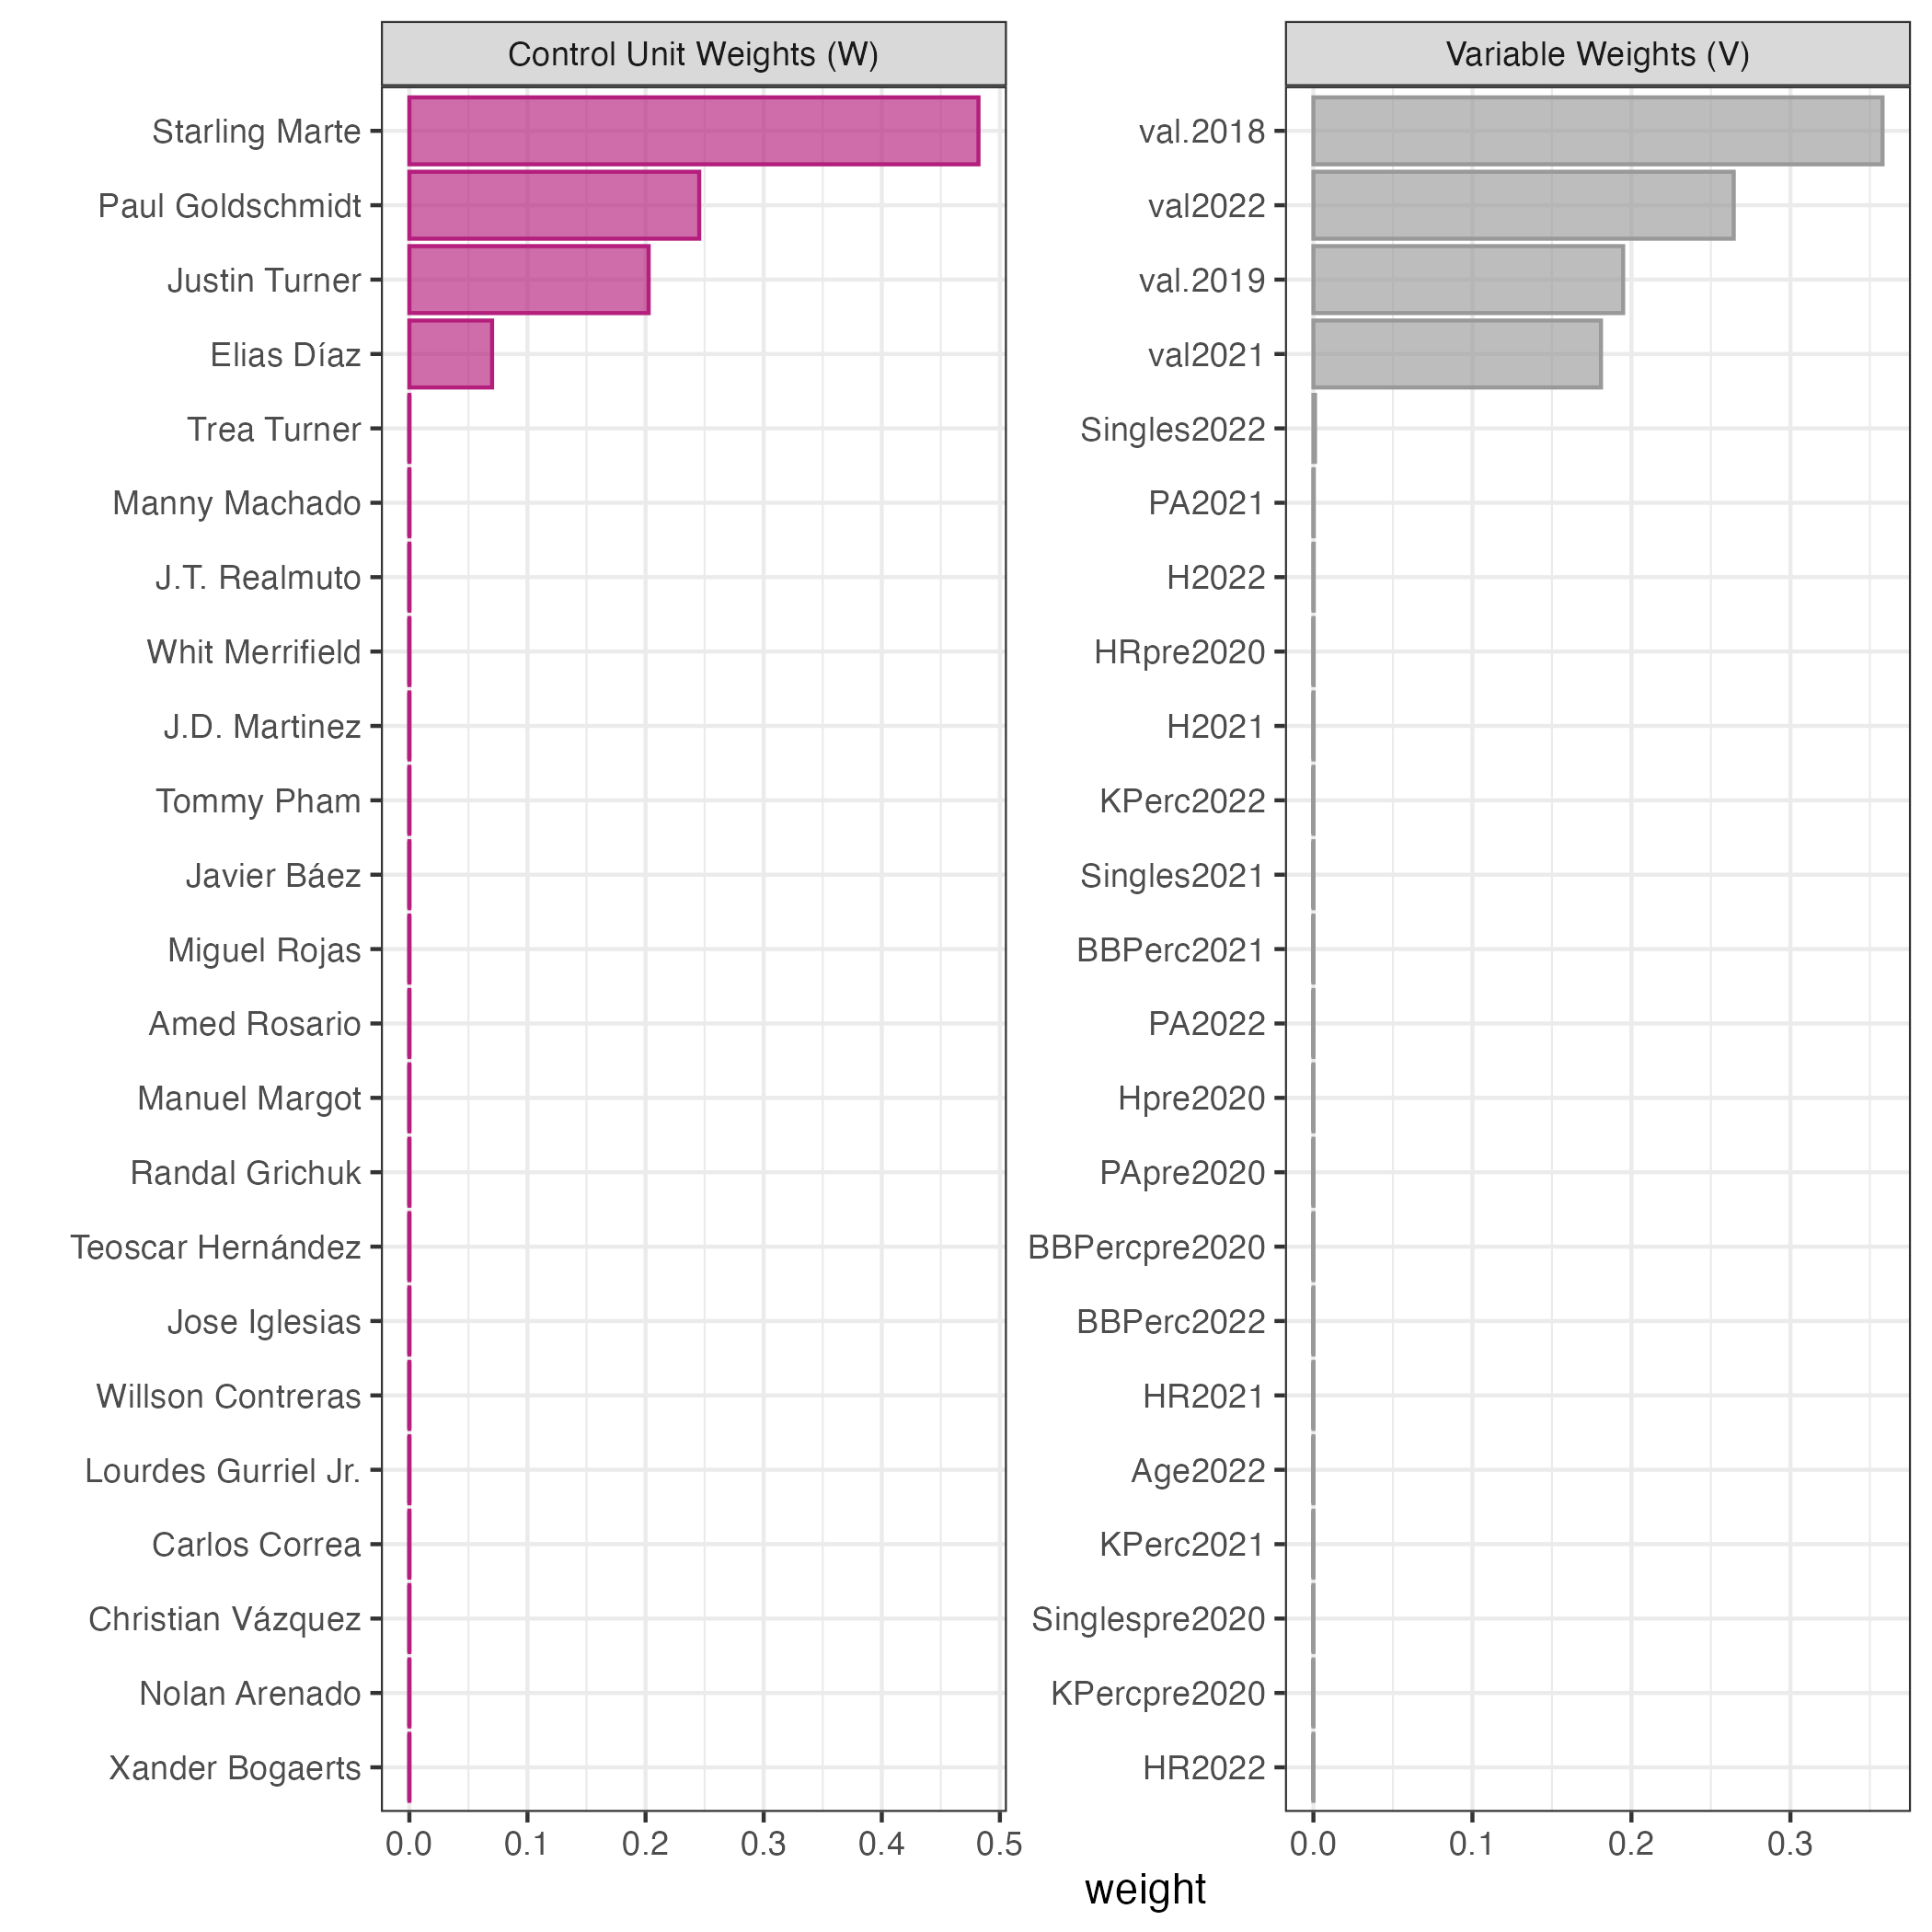 Control Unit Weights (W)
Starling Marte
Paul Goldschmidt
Justin Turner
Elias Díaz
Trea Turner
Manny Machado
J.T. Realmuto
Whit Merrifield
J.D. Martinez
Tommy Pham
Javier Báez
Miguel Rojas
Amed Rosario
Manuel Margot
Randal Grichuk
Teoscar Hernández
Jose Iglesias
Willson Contreras
Lourdes Gurriel Jr.
Carlos Correa
Christian Vázquez
Nolan Arenado
Xander Bogaerts
0.0 0.1 0.2 0.3 0.4 0.5
Variable Weights (V)
val.2018
val2022
val.2019
val2021
Singles2022
PA2021
H2022
HRpre2020
H2021
KPerc2022
Singles2021
BBPerc2021
PA2022
Hpre2020
PApre2020
BBPercpre2020
BBPerc2022
HR2021
Age2022
KPerc2021
Singlespre2020
KPercpre2020
HR2022
0.0 0.1 0.2 0.3
weight